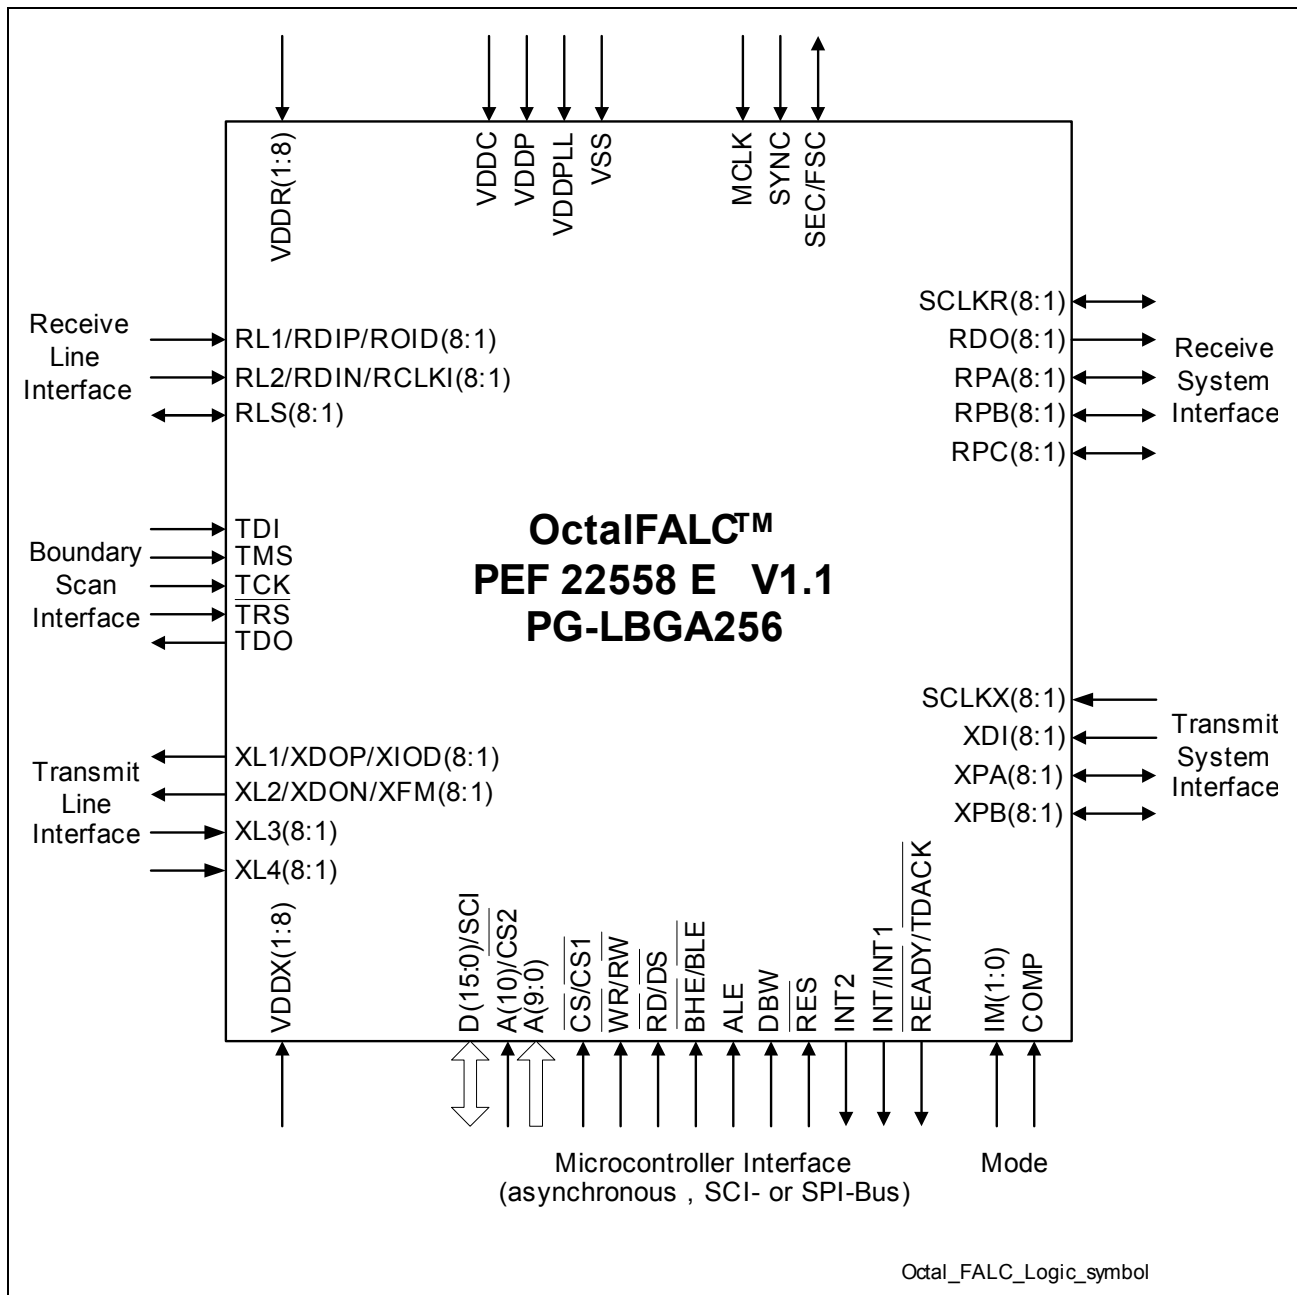 VDDR(1:8)
VDDC
VDDP
VDDPLL
VSS
MCLK
SYNC
SEC/FSC
Receive
Line
Interface
RL1/RDIP/ROID(8:1)
RL2/RDIN/RCLKI(8:1)
RLS(8:1)
SCLKR(8:1)
RDO(8:1)
RPA(8:1)
RPB(8:1)
RPC(8:1)
Receive
System
Interface
Boundary
Scan
Interface
TDI
TMS
TCK
TRS
TDO
OctalFALC™
PEF 22558 E V1.1
PG-LBGA256
Transmit
Line
Interface
XL1/XDOP/XIOD(8:1)
XL2/XDON/XFM(8:1)
XL3(8:1)
XL4(8:1)
SCLKX(8:1)
XDI(8:1)
XPA(8:1)
XPB(8:1)
Transmit
System
Interface
VDDX(1:8)
D(15:0)/SCI
A(10)/CS2
A(9:0)
CS/CS1
WR/RW
RD/DS
BHE/BLE
ALE
DBW
RES
INT2
INT/INT1
READY/TDACK
IM(1:0)
COMP
Microcontroller Interface
(asynchronous , SCI- or SPI-Bus)
Mode
Octal_FALC_Logic_symbol